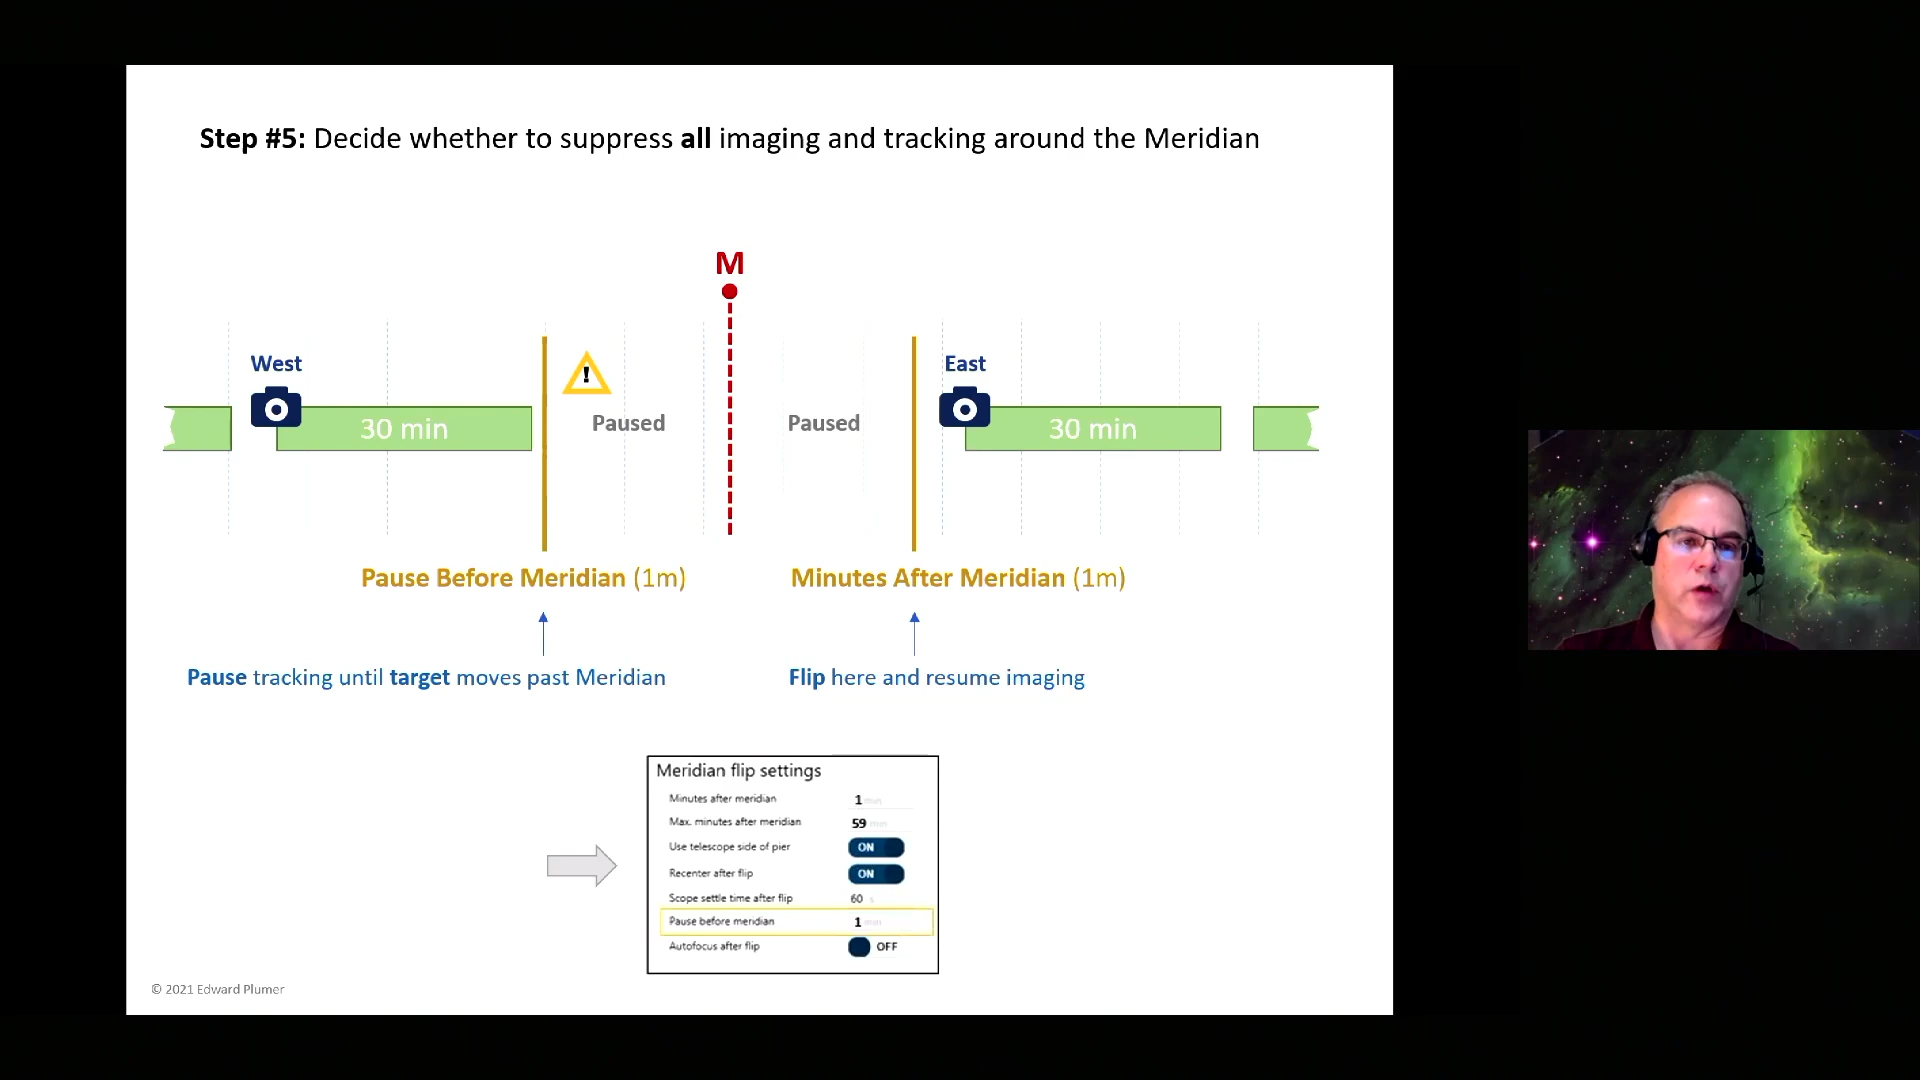 Step #5: Decide whether to suppress all imaging and tracking around the Meridian
M
West
East
!
30 min
Paused
Paused
30 min
Pause Before Meridian (1m)
Minutes After Meridian (1m)
Pause tracking until target moves past Meridian
Flip here and resume imaging
Meridian flip settings
Minutes after meridian 1 min
Max. minutes after meridian 59 min
Use telescope side of pier ON
Recenter after flip ON
Scope settle time after flip 60 s
Pause before meridian 1 min
Autofocus after flip OFF
© 2021 Edward Plumer